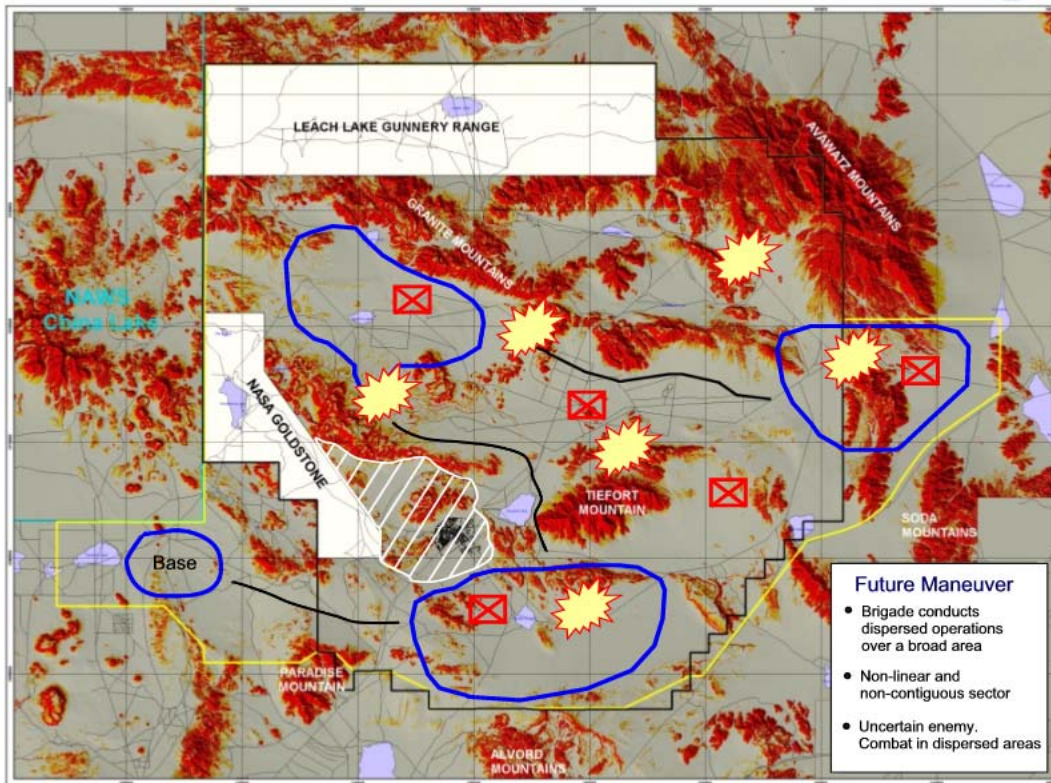 LEACH LAKE GUNNERY RANGE
AVAWATZ MOUNTAINS
GRANITE MOUNTAINS
NAWS
China Lake
NASA GOLDSTONE
TIEFORT
MOUNTAIN
SODA
MOUNTAINS
Base
PARADISE
MOUNTAIN
ALVORD
MOUNTAINS
Future Maneuver
• Brigade conducts
dispersed operations
over a broad area
• Non-linear and
non-contiguous sector
• Uncertain enemy.
Combat in dispersed areas